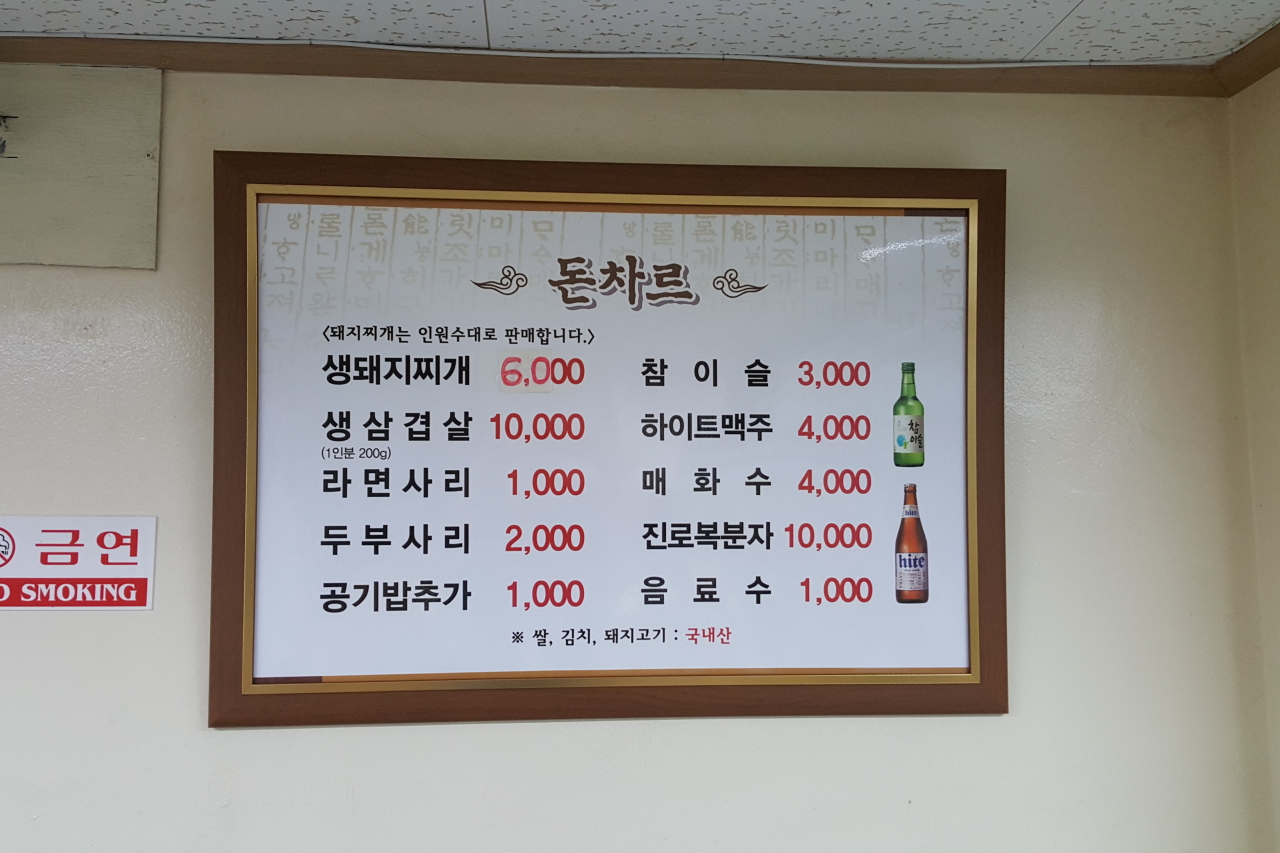 돈차르
<돼지찌개는 인원수대로 판매합니다.>
생돼지찌개 6,000
생삼겹살 10,000
(1인분 200g)
라면사리 1,000
두부사리 2,000
공기밥추가 1,000
참이슬 3,000
하이트맥주 4,000
매화수 4,000
진로복분자 10,000
음료수 1,000
※ 쌀, 김치, 돼지고기 : 국내산
참이슬
hite
금연
SMOKING